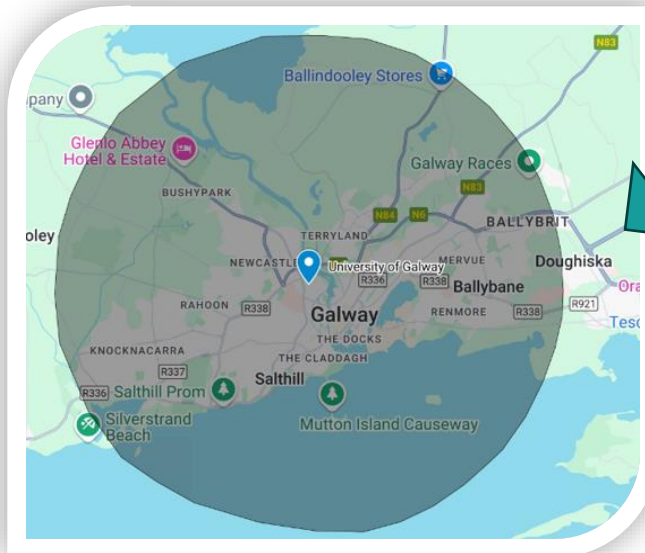 N83
Ballindooley Stores
pany
Glenlo Abbey
Hotel & Estate
Galway Races
BUSHYPARK
N83
N84
N6
BALLYBRIT
oley
TERRYLAND
NEWCASTLE
University of Galway
MERVUE
Doughiska
R336
R338
Ballybane
Ora
RAHOON
R338
Galway
RENMORE
R338
R921
Tesc
THE DOCKS
KNOCKNACARRA
THE CLADDAGH
R337
Salthill
R336
Salthill Prom
Silverstrand
Beach
Mutton Island Causeway